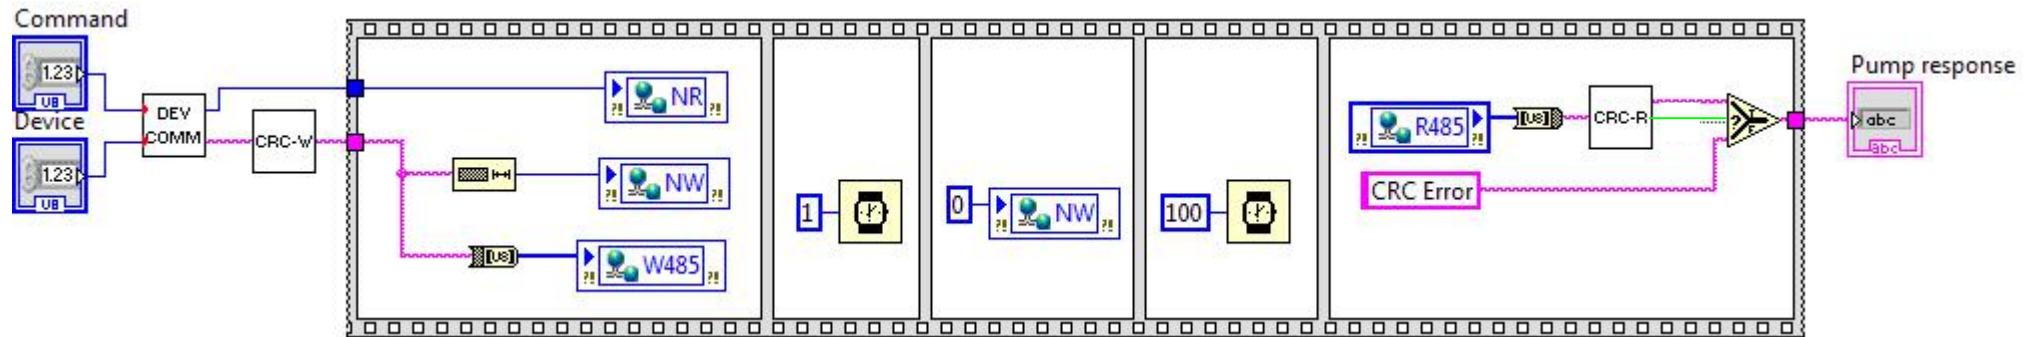 Command
1.23
U8
Device
1.23
U8
DEV
COMM
CRC-W
?! NR ?!
?! NW ?!
[U8]
?! W485 ?!
1
0
?! NW ?!
100
?! R485 ?!
[U8]
CRC-R
?
CRC Error
Pump response
abc
abc